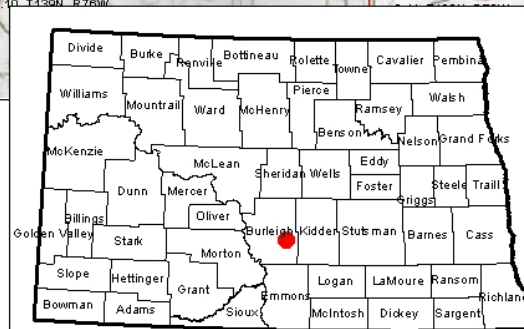 T139N, R76W
Divide
Burke
Renville
Bottineau
Rolette
Towner
Cavalier
Pembina
Williams
Mountrail
Ward
McHenry
Pierce
Ramsey
Walsh
Benson
Nelson
Grand Forks
McKenzie
McLean
Sheridan
Wells
Eddy
Foster
Griggs
Steele
Traill
Dunn
Mercer
Oliver
Billings
Golden Valley
Stark
Morton
Burleigh
Kidder
Stutsman
Barnes
Cass
Slope
Hettinger
Grant
Emmons
Logan
LaMoure
Ransom
Richland
Bowman
Adams
Sioux
McIntosh
Dickey
Sargent